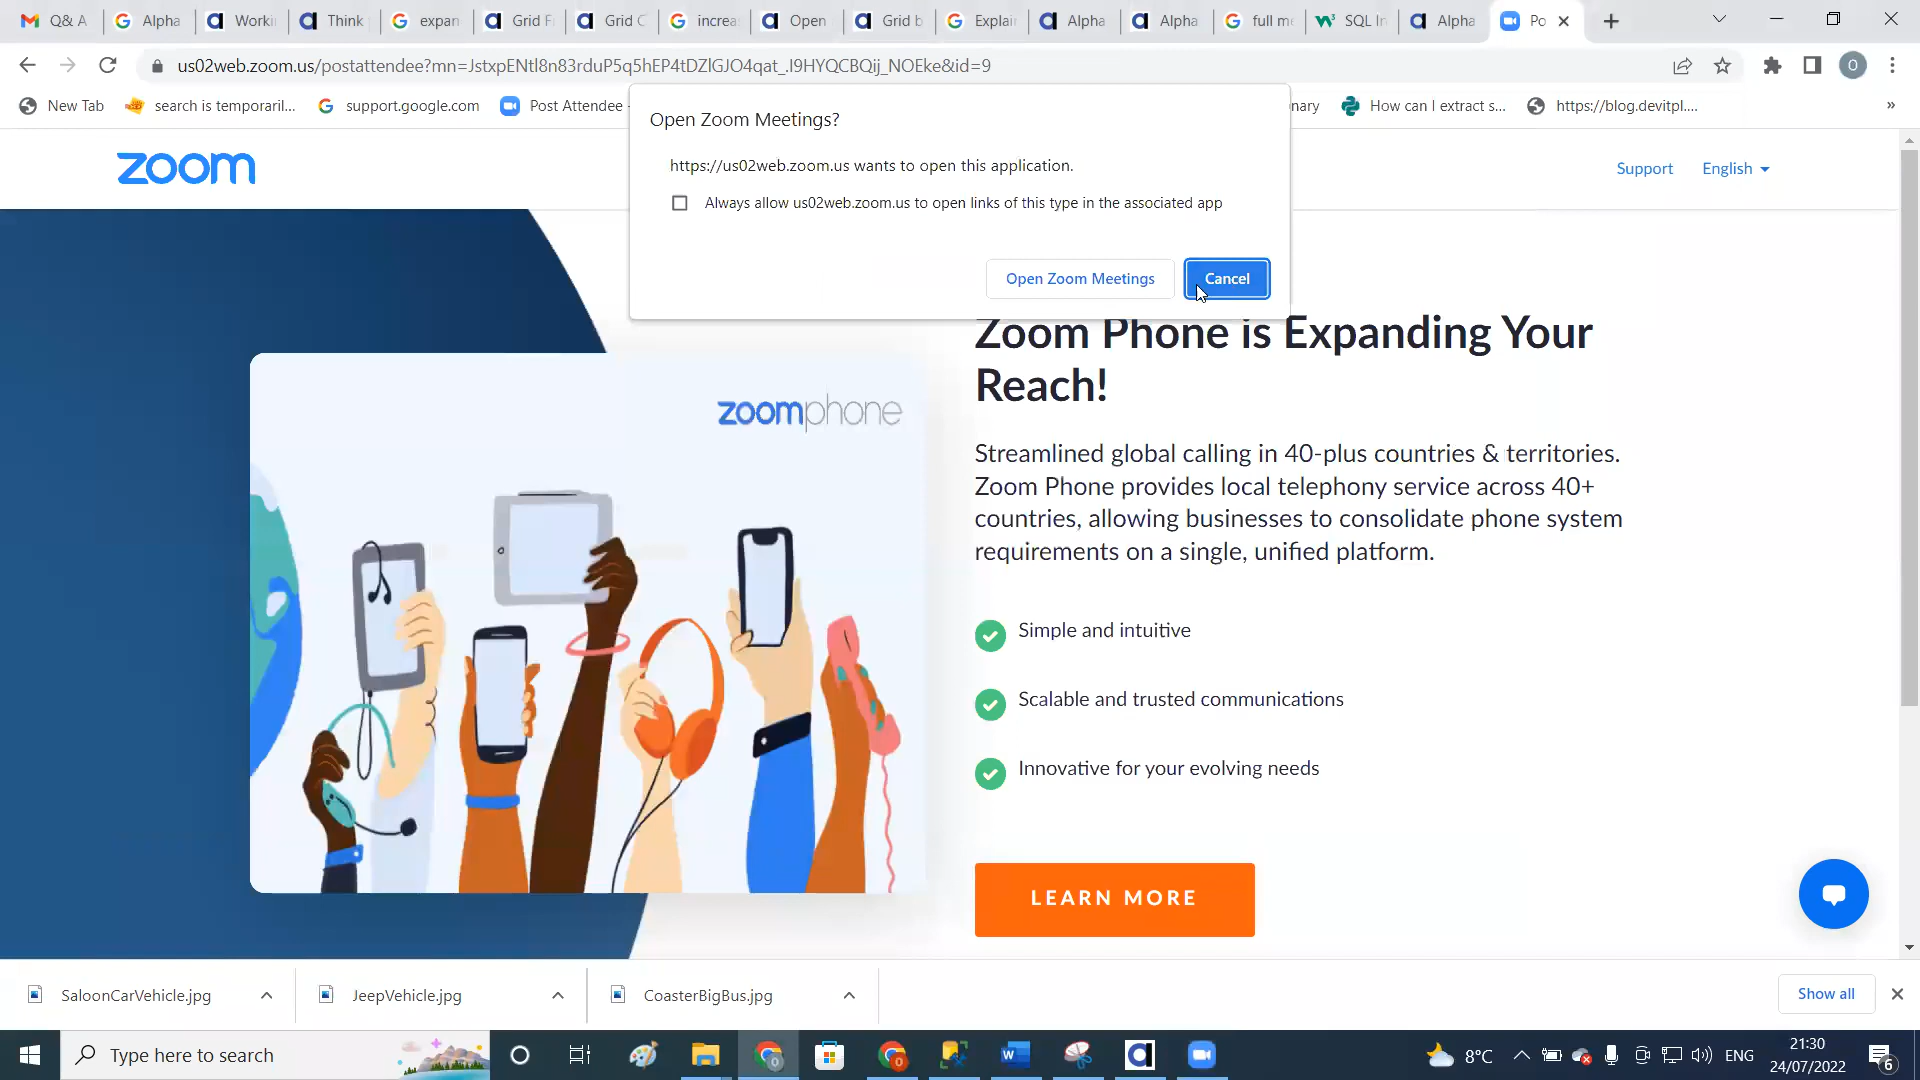 Q& A
Alpha
Workin
Think
expan
Grid F
Grid C
increa
Open
Grid b
Explai
Alpha
Alpha
full me
SQL In
Alpha
Po
us02web.zoom.us/postattendee?mn=JstxpENtl8n83rduP5q5hEP4tDZlGJO4qat_.I9HYQCBQij_NOEke&id=9
O
New Tab
search is temporaril...
support.google.com
Post Attendee
nary
How can I extract s...
https://blog.devitpl....
Open Zoom Meetings?
https://us02web.zoom.us wants to open this application.
Always allow us02web.zoom.us to open links of this type in the associated app
Open Zoom Meetings
Cancel
zoom
Support
English
zoomphone
Zoom Phone is Expanding Your
Reach!
Streamlined global calling in 40-plus countries & territories.
Zoom Phone provides local telephony service across 40+
countries, allowing businesses to consolidate phone system
requirements on a single, unified platform.
Simple and intuitive
Scalable and trusted communications
Innovative for your evolving needs
LEARN MORE
SaloonCarVehicle.jpg
JeepVehicle.jpg
CoasterBigBus.jpg
Show all
Type here to search
8°C
ENG
21:30
24/07/2022
6